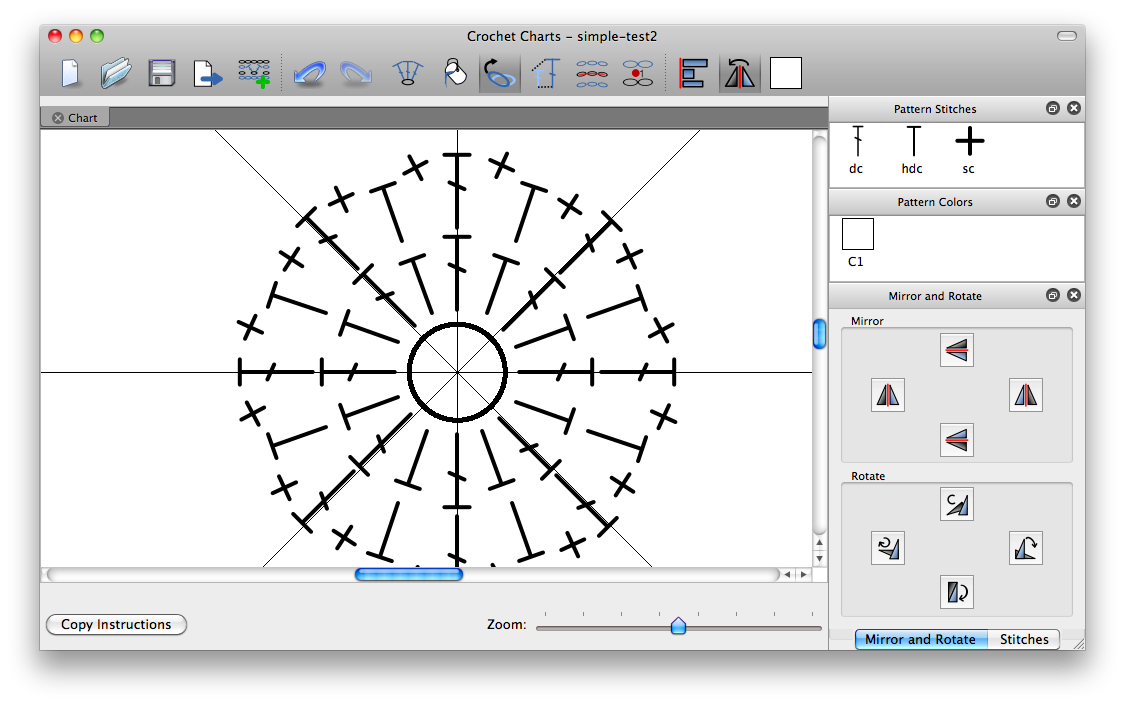 Crochet Charts - simple-test2
Chart
Pattern Stitches
dc hdc sc
Pattern Colors
C1
Mirror and Rotate
Mirror
Rotate
Copy Instructions
Zoom:
Mirror and Rotate Stitches